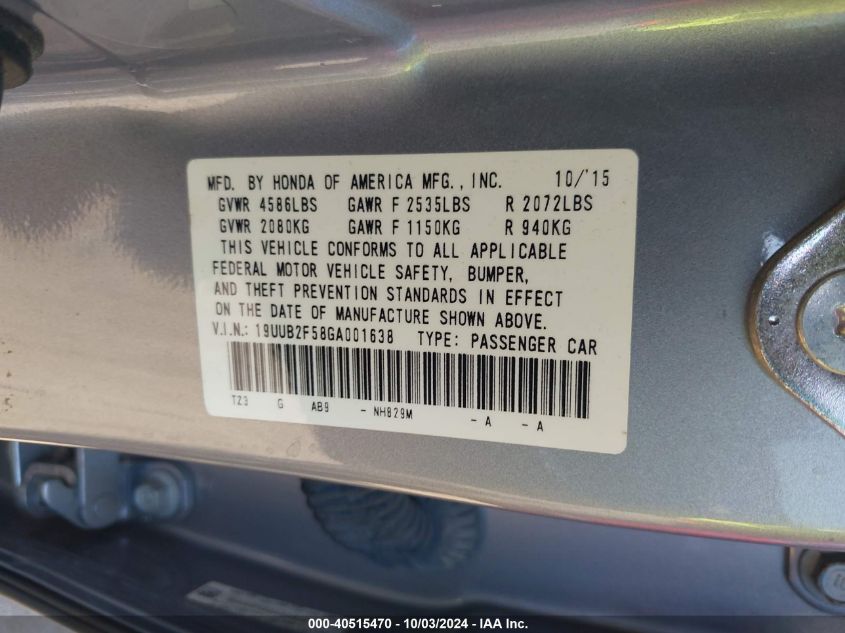 MFD. BY HONDA OF AMERICA MFG., INC. 10/'15
GVWR 4586LBS GAWR F 2535LBS R 2072LBS
GVWR 2080KG GAWR F 1150KG R 940KG
THIS VEHICLE CONFORMS TO ALL APPLICABLE
FEDERAL MOTOR VEHICLE SAFETY, BUMPER,
AND THEFT PREVENTION STANDARDS IN EFFECT
ON THE DATE OF MANUFACTURE SHOWN ABOVE.
V.I.N.: 19UUB2F58GA001638 TYPE: PASSENGER CAR
TZ3 G AB9 - NH829M - A - A
000-40515470 - 10/03/2024 - IAA Inc.